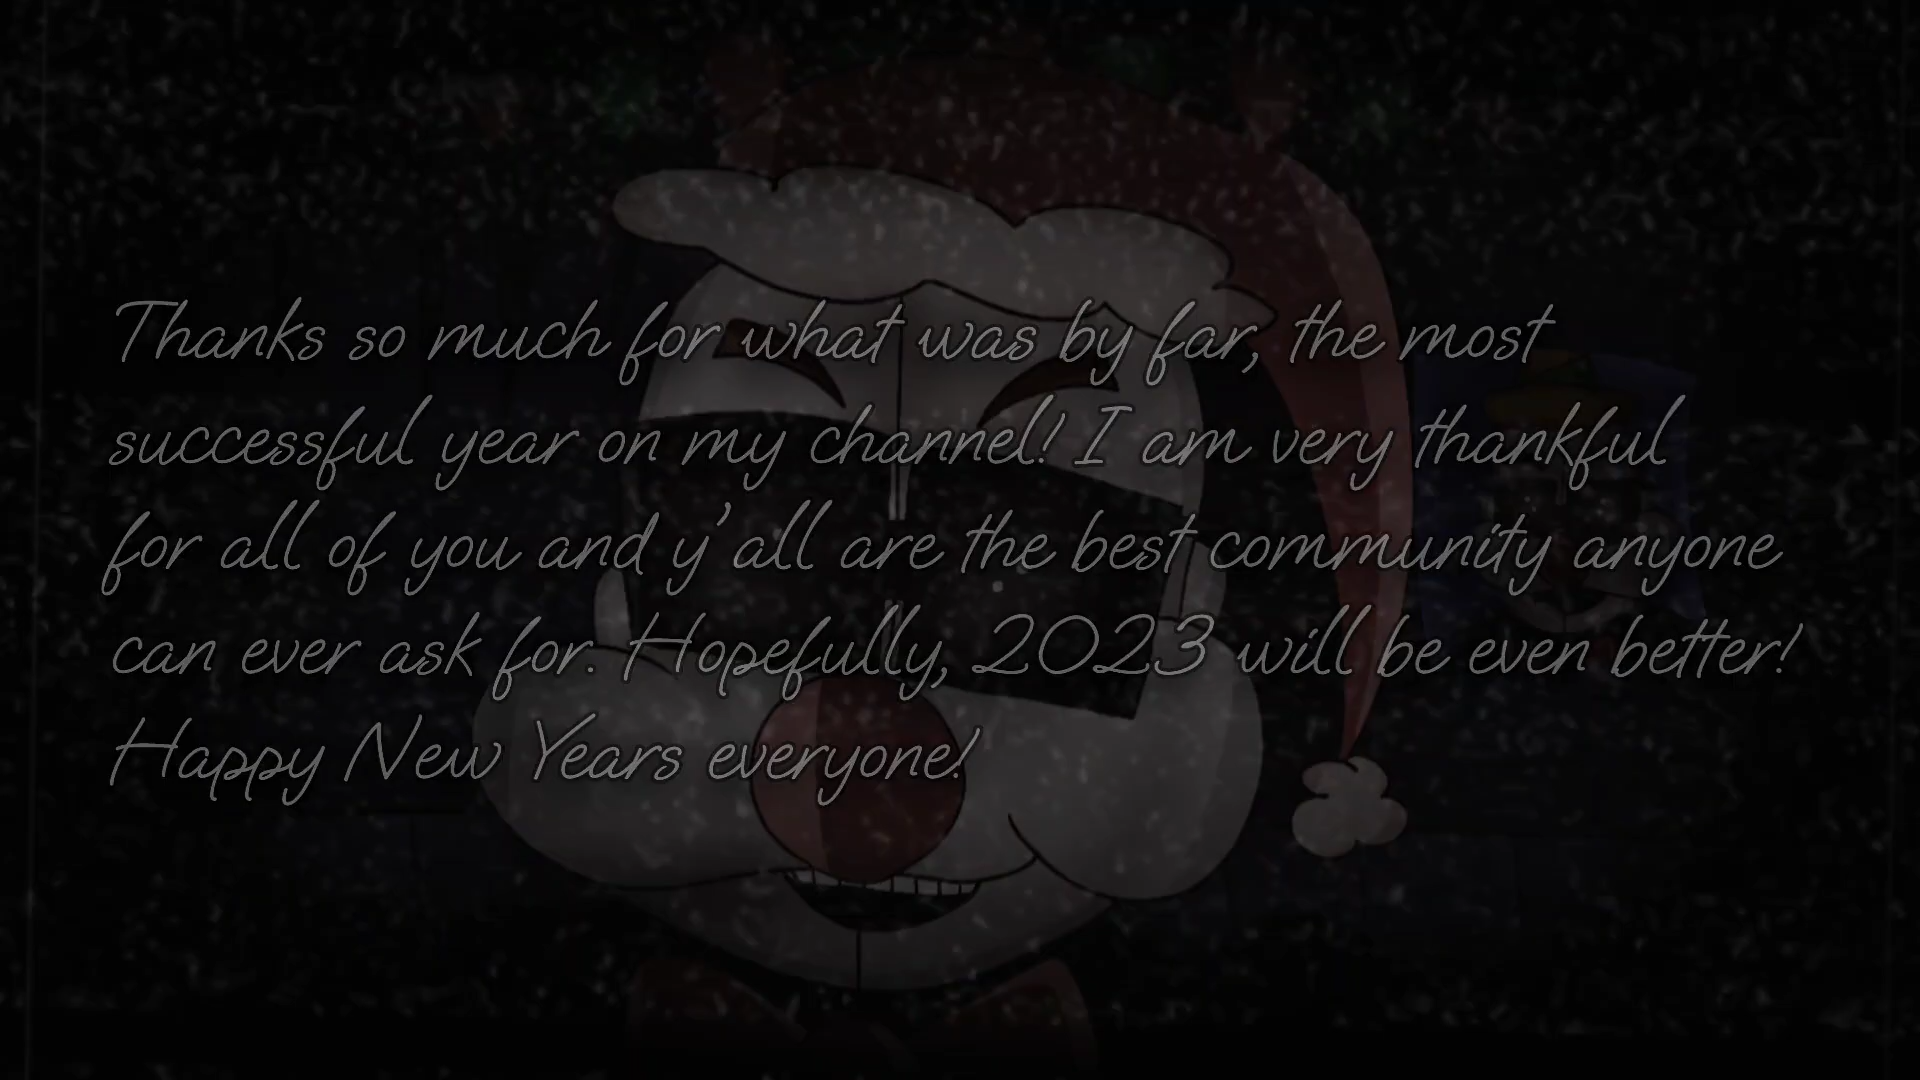 Thanks so much for what was by far, the most
successful year on my channel! I am very thankful
for all of you and y'all are the best community anyone
can ever ask for. Hopefully, 2023 will be even better!
Happy New Years everyone!